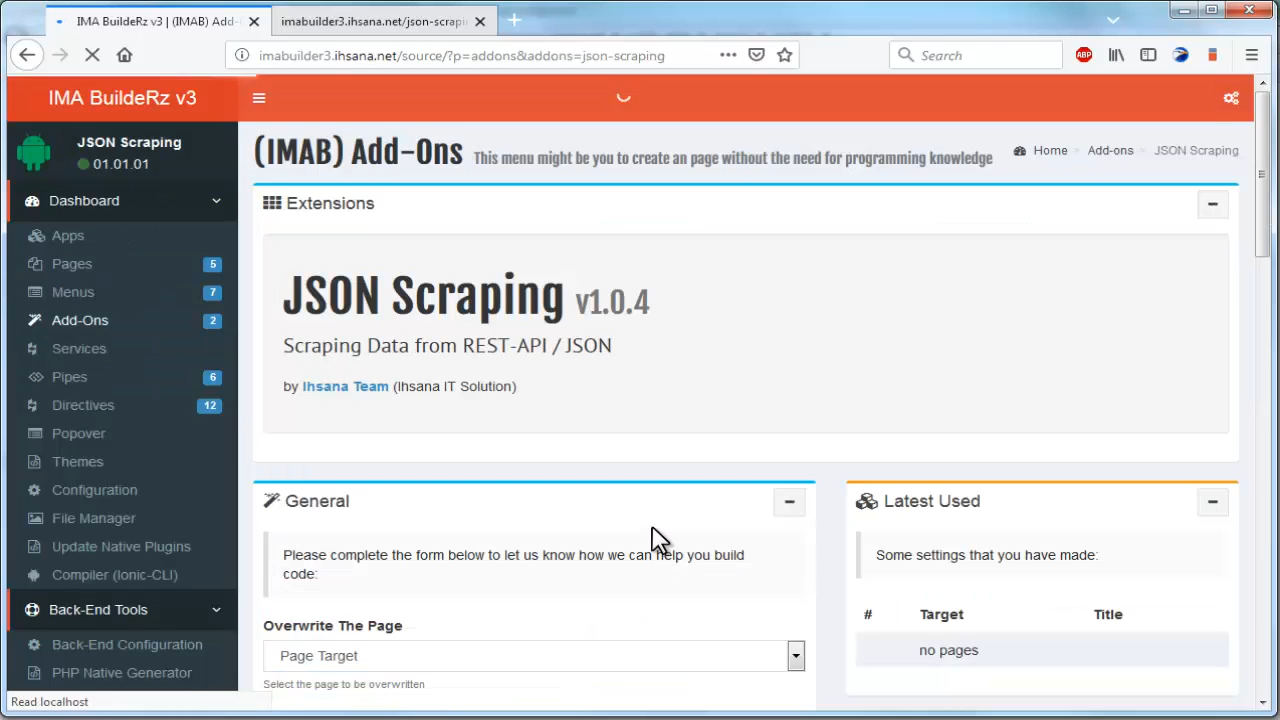 IMA BuildeRz v3 | (IMAB) Add-
imabuilder3.ihsana.net/json-scrapi
imabuilder3.ihsana.net/source/?p=addons&addons=json-scraping
Search
ABP
IMA BuildeRz v3
JSON Scraping
01.01.01
Dashboard
Apps
Pages 5
Menus 7
Add-Ons 2
Services
Pipes 6
Directives 12
Popover
Themes
Configuration
File Manager
Update Native Plugins
Compiler (Ionic-CLI)
Back-End Tools
Back-End Configuration
PHP Native Generator
Read localhost
(IMAB) Add-Ons This menu might be you to create an page without the need for programming knowledge
Home Add-ons JSON Scraping
Extensions
JSON Scraping v1.0.4
Scraping Data from REST-API / JSON
by Ihsana Team (Ihsana IT Solution)
General
Please complete the form below to let us know how we can help you build
code:
Overwrite The Page
Page Target
Select the page to be overwritten
Latest Used
Some settings that you have made:
# Target Title
no pages